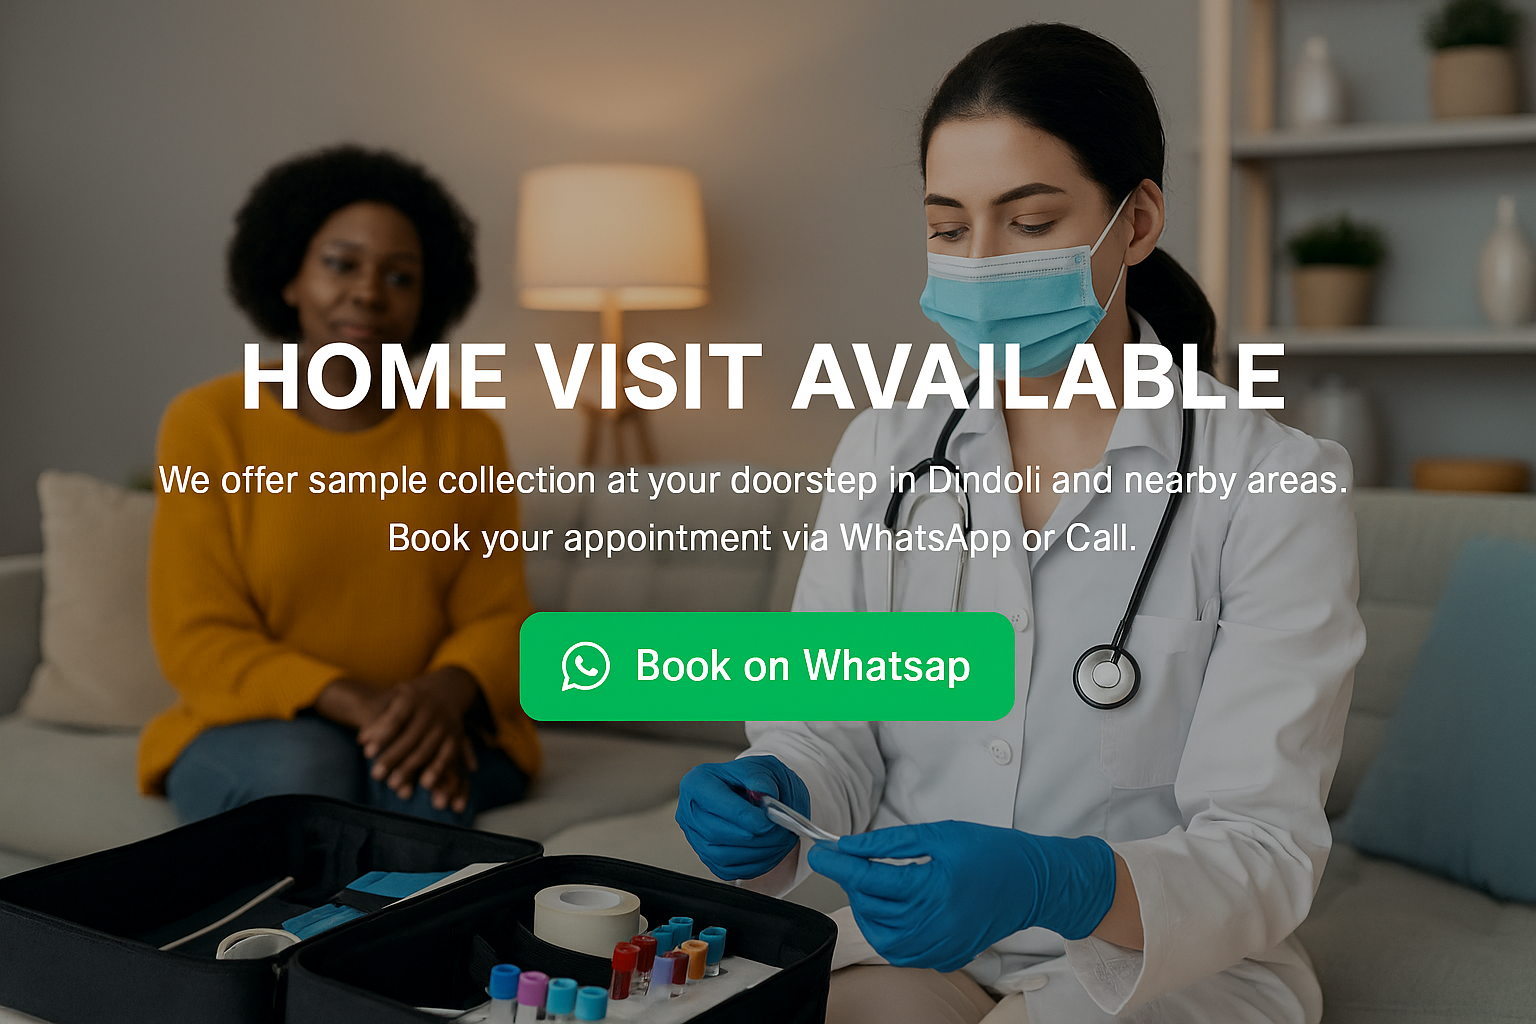 HOME VISIT AVAILABLE
We offer sample collection at your doorstep in Dindoli and nearby areas.
Book your appointment via WhatsApp or Call.
Book on Whatsap